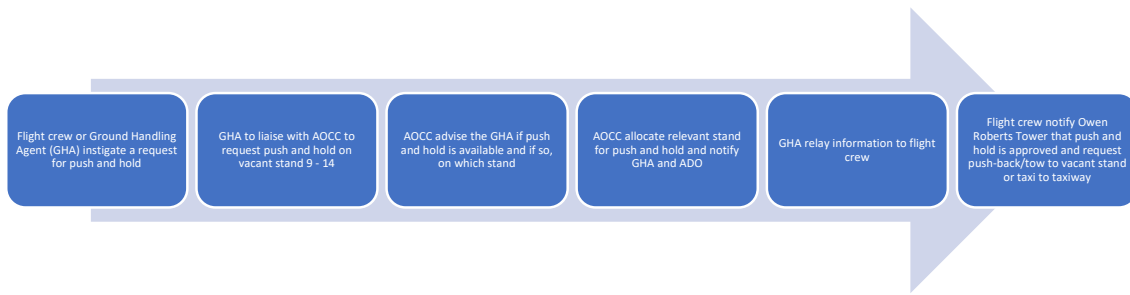 Flight crew or Ground Handling
Agent (GHA) instigate a request
for push and hold
GHA to liaise with AOCC to
request push and hold on
vacant stand 9 - 14
AOCC advise the GHA if push
and hold is available and if so,
on which stand
AOCC allocate relevant stand
for push and hold and notify
GHA and ADO
GHA relay information to flight
crew
Flight crew notify Owen
Roberts Tower that push and
hold is approved and request
push-back/tow to vacant stand
or taxi to taxiway